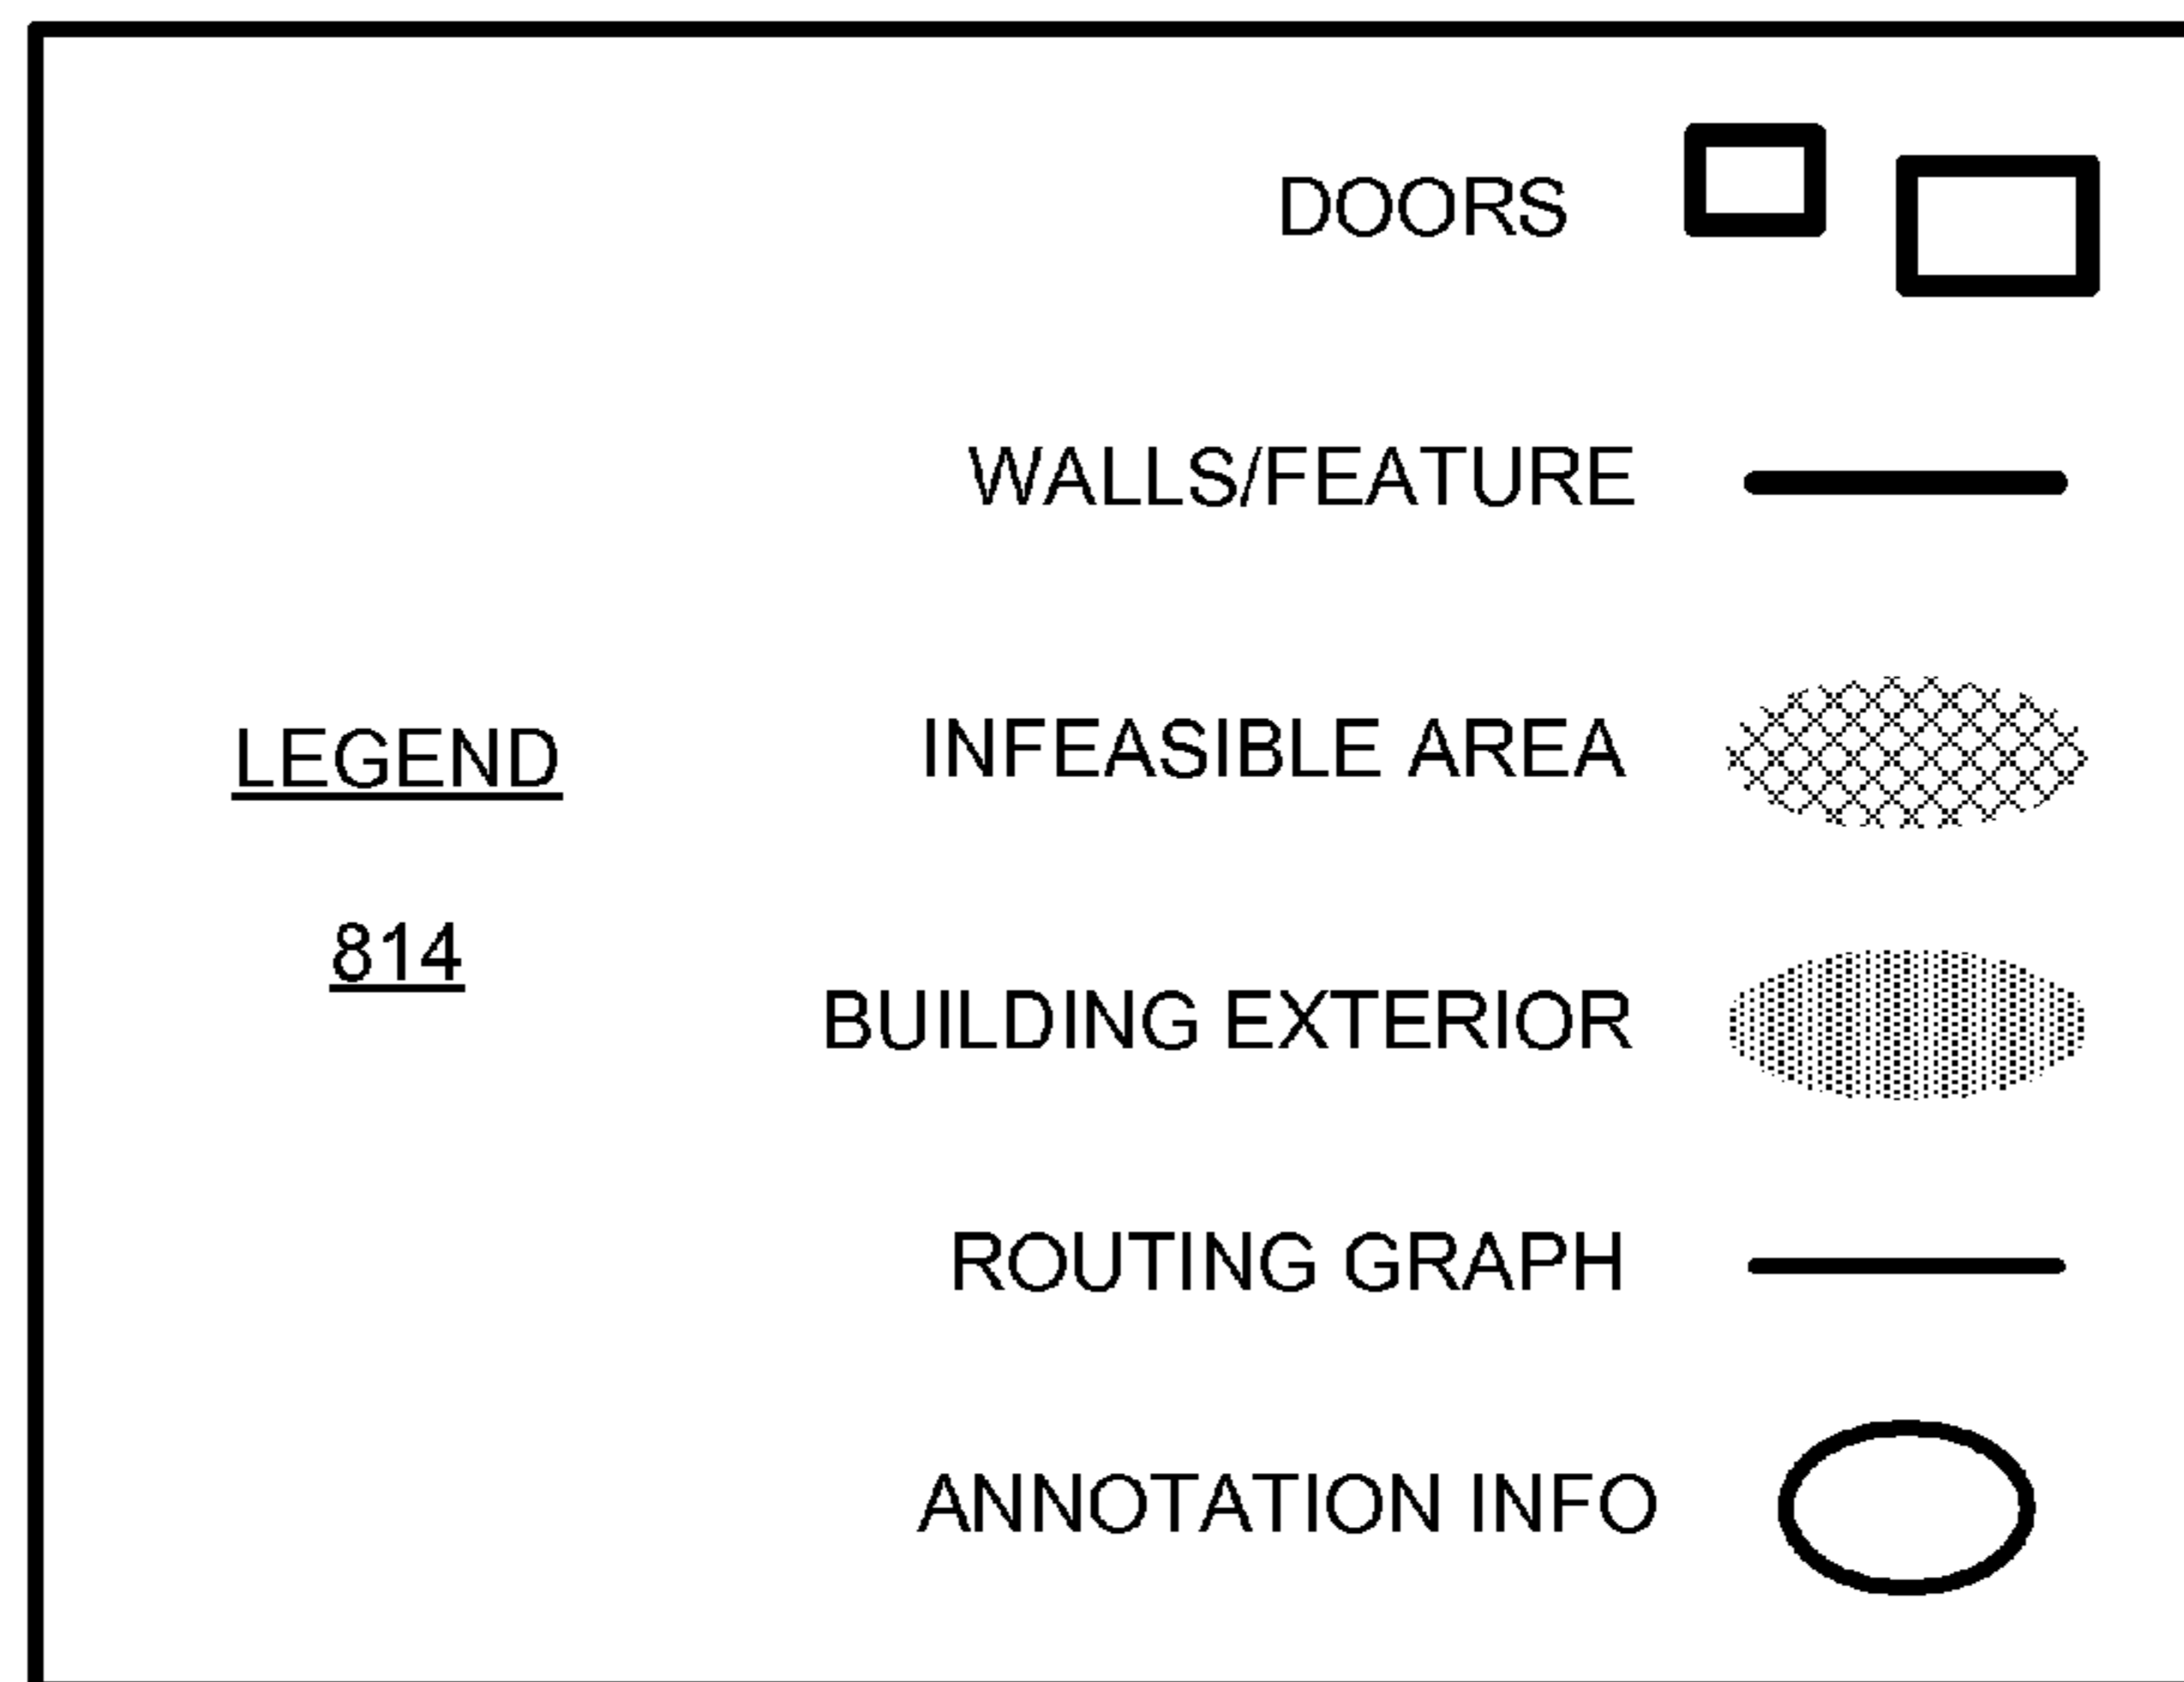 DOORS
WALLS/FEATURE
INFEASIBLE AREA
LEGEND
814
BUILDING EXTERIOR
ROUTING GRAPH
ANNOTATION INFO